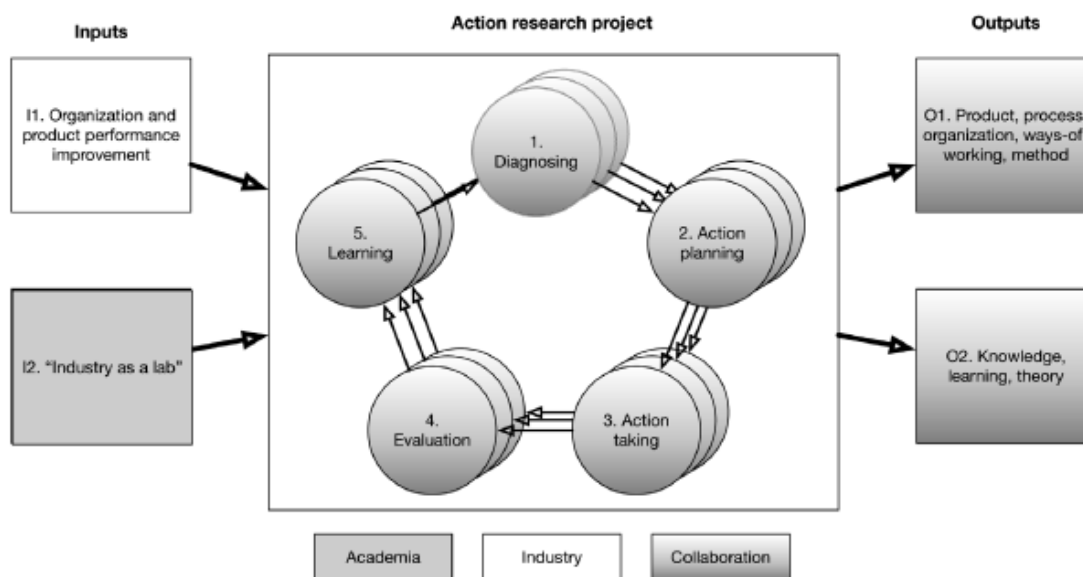 Inputs
Action research project
Outputs
I1. Organization and
product performance
improvement
I2. "Industry as a lab"
1.
Diagnosing
2. Action
planning
3. Action
taking
4.
Evaluation
5.
Learning
O1. Product, process
organization, ways-of
working, method
O2. Knowledge,
learning, theory
Academia
Industry
Collaboration